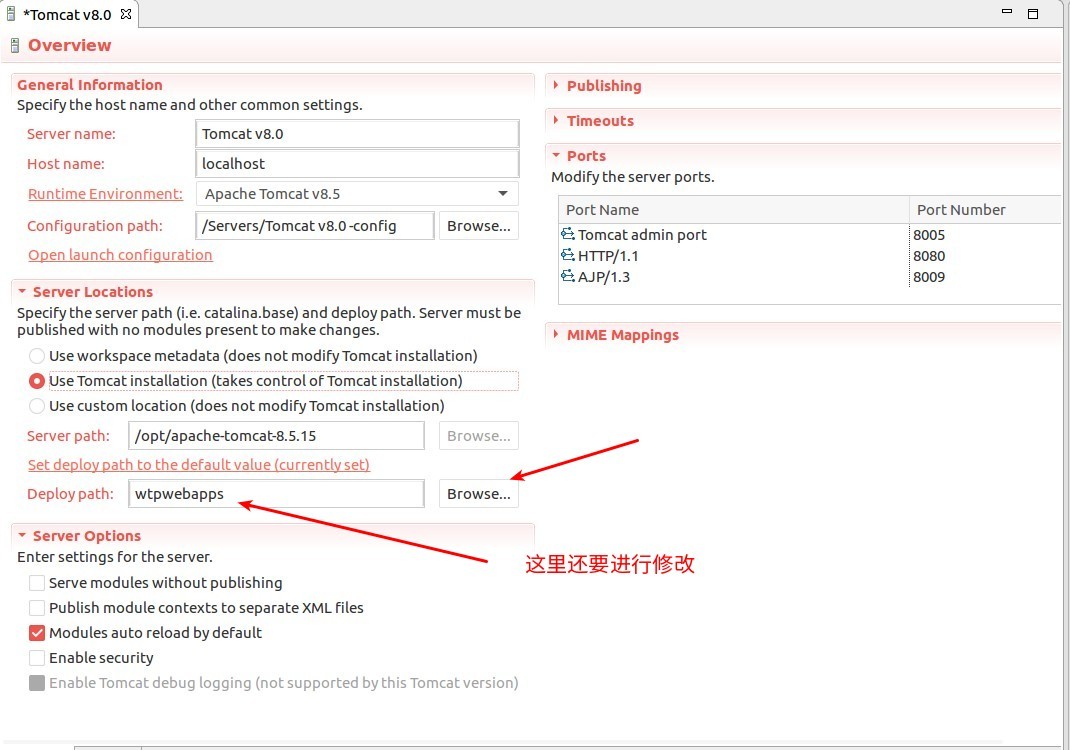 *Tomcat v8.0
Overview
General Information
Specify the host name and other common settings.
Server name: Tomcat v8.0
Host name: localhost
Runtime Environment: Apache Tomcat v8.5
Configuration path: /Servers/Tomcat v8.0-config Browse...
Open launch configuration
Server Locations
Specify the server path (i.e. catalina.base) and deploy path. Server must be
published with no modules present to make changes.
Use workspace metadata (does not modify Tomcat installation)
Use Tomcat installation (takes control of Tomcat installation)
Use custom location (does not modify Tomcat installation)
Server path: /opt/apache-tomcat-8.5.15 Browse...
Set deploy path to the default value (currently set)
Deploy path: wtpwebapps Browse...
这里还要进行修改
Server Options
Enter settings for the server.
Serve modules without publishing
Publish module contexts to separate XML files
Modules auto reload by default
Enable security
Enable Tomcat debug logging (not supported by this Tomcat version)
Publishing
Timeouts
Ports
Modify the server ports.
Port Name Port Number
Tomcat admin port 8005
HTTP/1.1 8080
AJP/1.3 8009
MIME Mappings